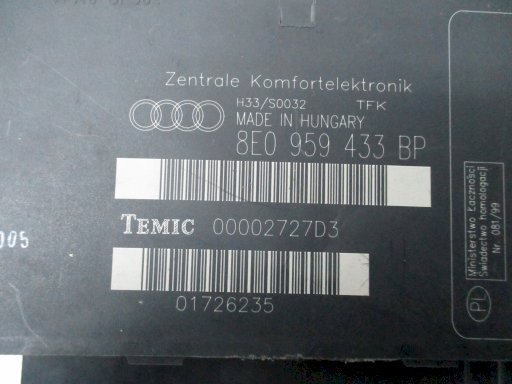 Zentrale Komfortelektronik
H33/S0032 TFK
MADE IN HUNGARY
8E0 959 433 BP
TEMIC 00002727D3
01726235
005
Ministerstwo Łączności
Świadectwo homologacji
Nr. 081/99
PL